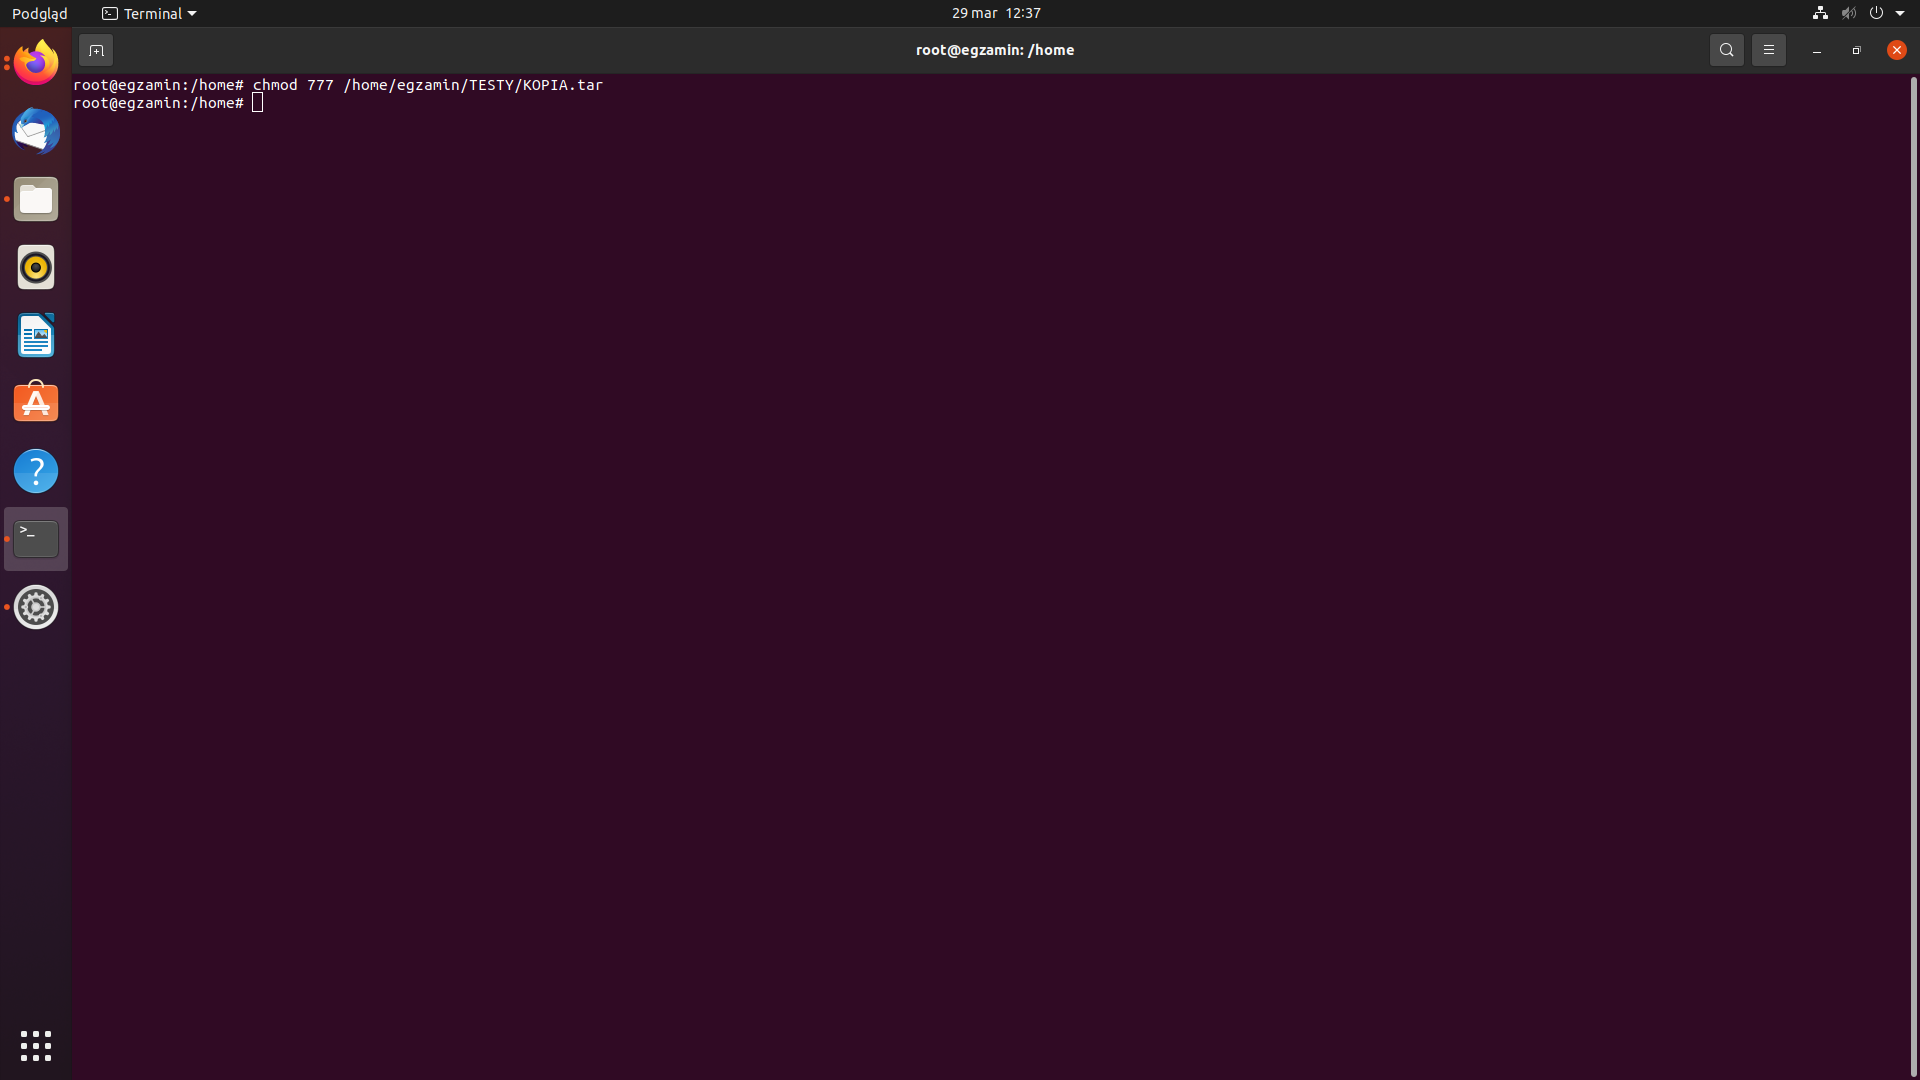 Podgląd Terminal 29 mar 12:37
root@egzamin: /home
root@egzamin:/home# chmod 777 /home/egzamin/TESTY/KOPIA.tar
root@egzamin:/home#